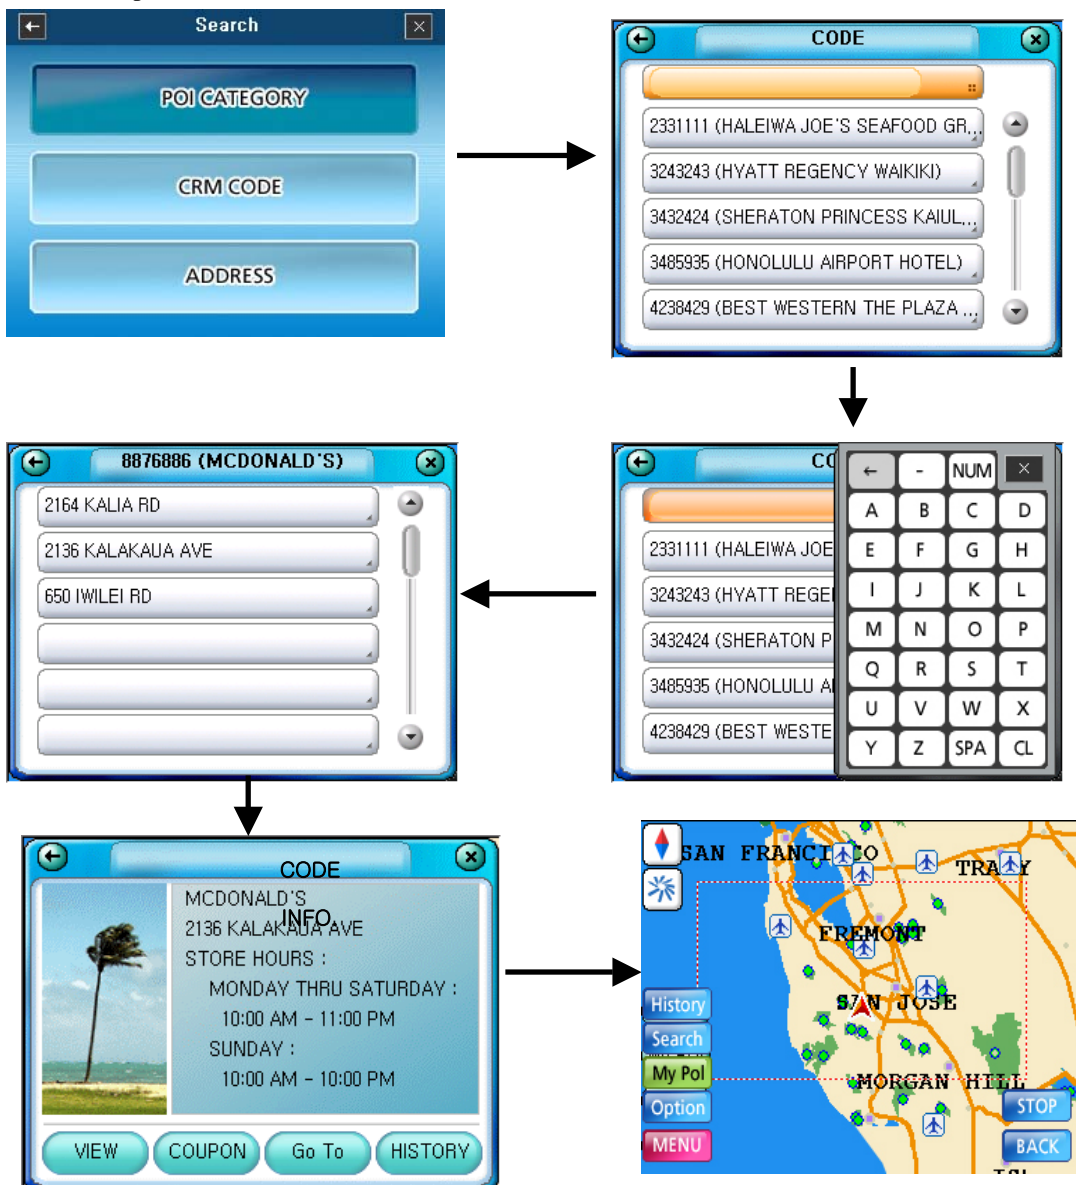 Search
POI CATEGORY
CRM CODE
ADDRESS
CODE
2331111 (HALEIWA JOE'S SEAFOOD GR...
3243243 (HYATT REGENCY WAIKIKI)
3432424 (SHERATON PRINCESS KAIUL...
3485935 (HONOLULU AIRPORT HOTEL)
4238429 (BEST WESTERN THE PLAZA ...
8876886 (MCDONALD'S)
2164 KALIA RD
2136 KALAKAUA AVE
650 IWILEI RD
CO
2331111 (HALEIWA JOE
3243243 (HYATT REGE
3432424 (SHERATON P
3485935 (HONOLULU A
4238429 (BEST WESTE
← - NUM ×
A B C D
E F G H
I J K L
M N O P
Q R S T
U V W X
Y Z SPA CL
CODE
INFO
MCDONALD'S
2136 KALAKAUA AVE
STORE HOURS :
MONDAY THRU SATURDAY :
10:00 AM - 11:00 PM
SUNDAY :
10:00 AM - 10:00 PM
VIEW COUPON Go To HISTORY
SAN FRANCISCO
TRACY
FREMONT
SAN JOSE
MORGAN HILL
History
Search
My PoI
Option
MENU
STOP
BACK